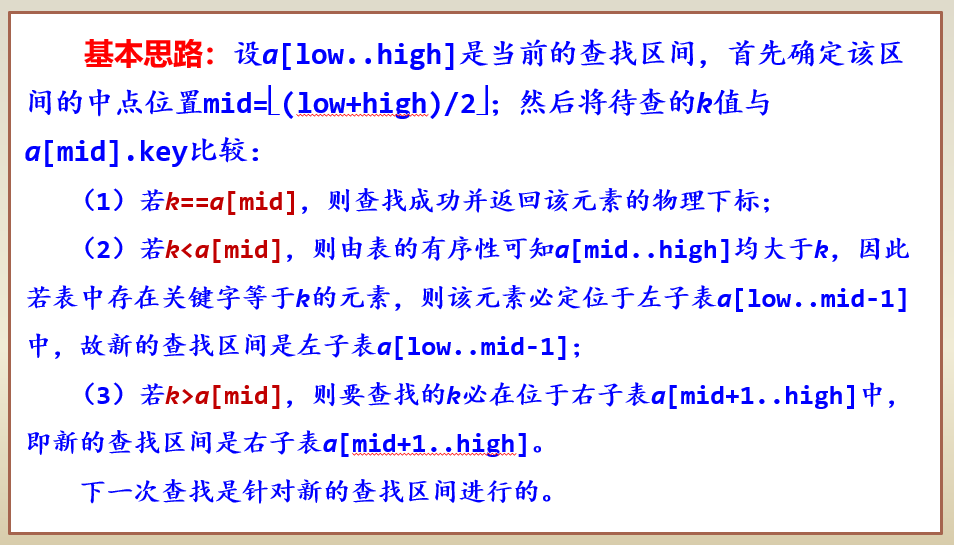 基本思路：设a[low..high]是当前的查找区间，首先确定该区
间的中点位置mid=⌊(low+high)/2⌋；然后将待查的k值与
a[mid].key比较：
（1）若k==a[mid]，则查找成功并返回该元素的物理下标；
（2）若k<a[mid]，则由表的有序性可知a[mid..high]均大于k，因此
若表中存在关键字等于k的元素，则该元素必定位于左子表a[low..mid-1]
中，故新的查找区间是左子表a[low..mid-1]；
（3）若k>a[mid]，则要查找的k必在位于右子表a[mid+1..high]中，
即新的查找区间是右子表a[mid+1..high]。
下一次查找是针对新的查找区间进行的。